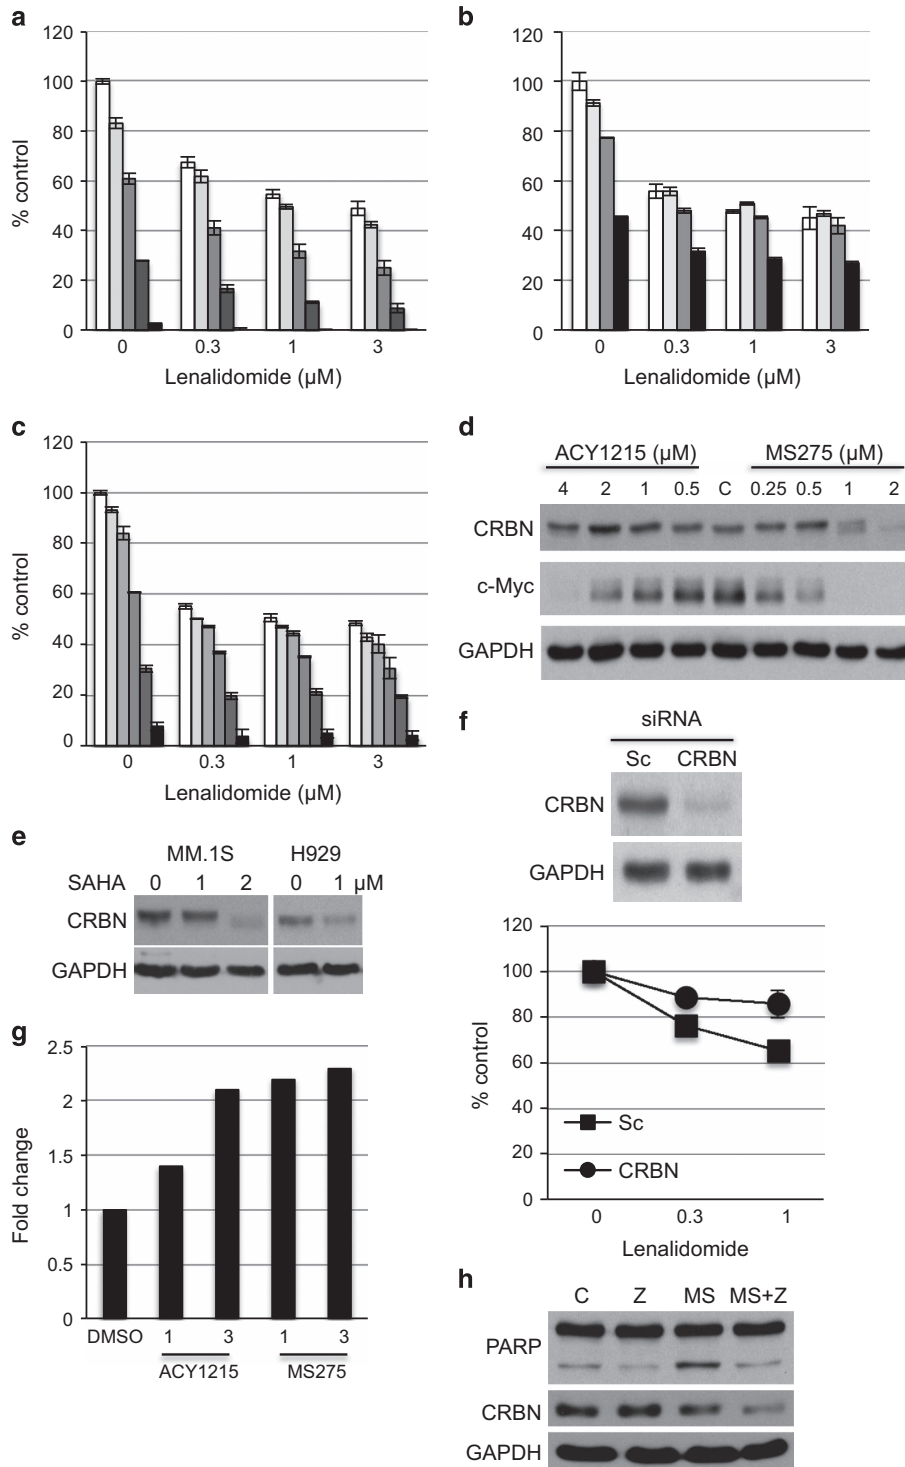 a
120
100
80
60
40
20
0
% control
0 0.3 1 3
Lenalidomide (µM)
b
120
100
80
60
40
20
0
0 0.3 1 3
Lenalidomide (µM)
c
120
100
80
60
40
20
0
% control
0 0.3 1 3
Lenalidomide (µM)
d
ACY1215 (µM) MS275 (µM)
4 2 1 0.5 C 0.25 0.5 1 2
CRBN
c-Myc
GAPDH
e
MM.1S H929
SAHA 0 1 2 0 1 µM
CRBN
GAPDH
f
siRNA
Sc CRBN
CRBN
GAPDH
120
100
80
60
40
20
0
% control
Sc
CRBN
0 0.3 1
Lenalidomide
g
2.5
2
1.5
1
0.5
0
Fold change
DMSO 1 3 1 3
ACY1215 MS275
h
C Z MS MS+Z
PARP
CRBN
GAPDH